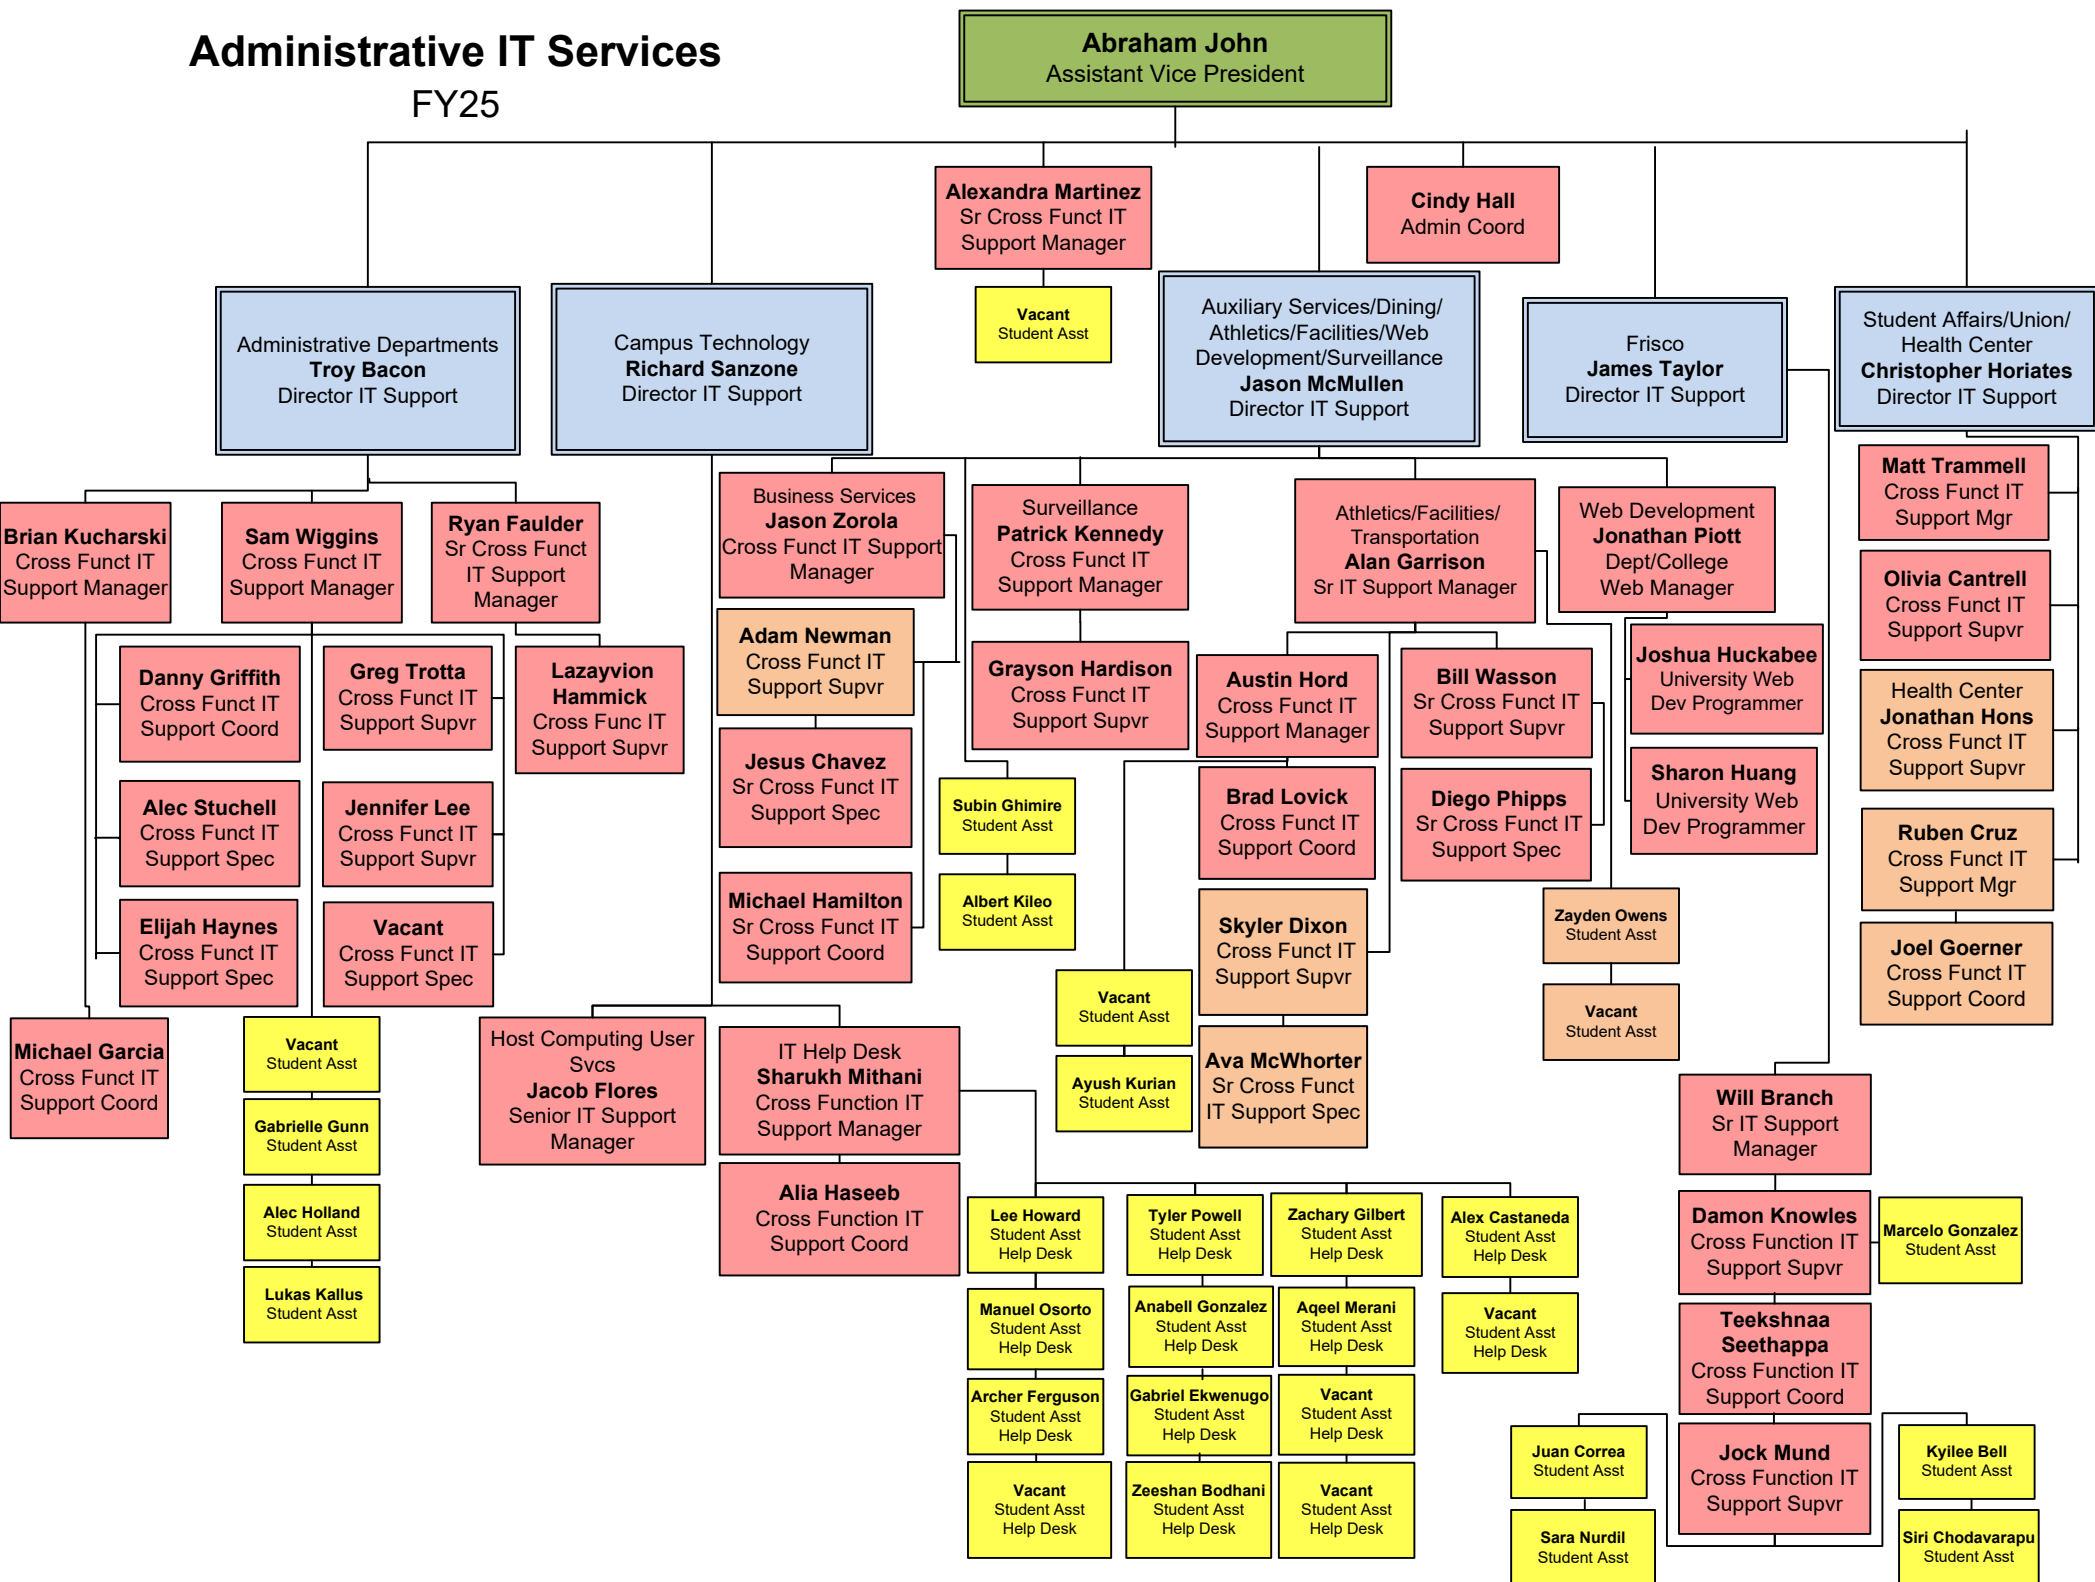 Administrative IT Services
FY25
Abraham John
Assistant Vice President
Alexandra Martinez
Sr Cross Funct IT
Support Manager
Cindy Hall
Admin Coord
Vacant
Student Asst
Administrative Departments
Troy Bacon
Director IT Support
Campus Technology
Richard Sanzone
Director IT Support
Auxiliary Services/Dining/
Athletics/Facilities/Web
Development/Surveillance
Jason McMullen
Director IT Support
Frisco
James Taylor
Director IT Support
Student Affairs/Union/
Health Center
Christopher Horiates
Director IT Support
Brian Kucharski
Cross Funct IT
Support Manager
Sam Wiggins
Cross Funct IT
Support Manager
Ryan Faulder
Sr Cross Funct
IT Support
Manager
Business Services
Jason Zorola
Cross Funct IT Support
Manager
Surveillance
Patrick Kennedy
Cross Funct IT
Support Manager
Athletics/Facilities/
Transportation
Alan Garrison
Sr IT Support Manager
Web Development
Jonathan Piott
Dept/College
Web Manager
Matt Trammell
Cross Funct IT
Support Mgr
Olivia Cantrell
Cross Funct IT
Support Supvr
Health Center
Jonathan Hons
Cross Funct IT
Support Supvr
Ruben Cruz
Cross Funct IT
Support Mgr
Joel Goerner
Cross Funct IT
Support Coord
Danny Griffith
Cross Funct IT
Support Coord
Greg Trotta
Cross Funct IT
Support Supvr
Lazayvion
Hammick
Cross Func IT
Support Supvr
Adam Newman
Cross Funct IT
Support Supvr
Grayson Hardison
Cross Funct IT
Support Supvr
Austin Hord
Cross Funct IT
Support Manager
Bill Wasson
Sr Cross Funct IT
Support Supvr
Joshua Huckabee
University Web
Dev Programmer
Sharon Huang
University Web
Dev Programmer
Alec Stuchell
Cross Funct IT
Support Spec
Jennifer Lee
Cross Funct IT
Support Supvr
Jesus Chavez
Sr Cross Funct IT
Support Spec
Subin Ghimire
Student Asst
Brad Lovick
Cross Funct IT
Support Coord
Diego Phipps
Sr Cross Funct IT
Support Spec
Elijah Haynes
Cross Funct IT
Support Spec
Vacant
Cross Funct IT
Support Spec
Michael Hamilton
Sr Cross Funct IT
Support Coord
Albert Kileo
Student Asst
Skyler Dixon
Cross Funct IT
Support Supvr
Zayden Owens
Student Asst
Vacant
Student Asst
Vacant
Student Asst
Ayush Kurian
Student Asst
Ava McWhorter
Sr Cross Funct
IT Support Spec
Michael Garcia
Cross Funct IT
Support Coord
Vacant
Student Asst
Gabrielle Gunn
Student Asst
Alec Holland
Student Asst
Lukas Kallus
Student Asst
Host Computing User
Svcs
Jacob Flores
Senior IT Support
Manager
IT Help Desk
Sharukh Mithani
Cross Function IT
Support Manager
Alia Haseeb
Cross Function IT
Support Coord
Lee Howard
Student Asst
Help Desk
Tyler Powell
Student Asst
Help Desk
Zachary Gilbert
Student Asst
Help Desk
Alex Castaneda
Student Asst
Help Desk
Manuel Osorto
Student Asst
Help Desk
Anabell Gonzalez
Student Asst
Help Desk
Aqeel Merani
Student Asst
Help Desk
Vacant
Student Asst
Help Desk
Archer Ferguson
Student Asst
Help Desk
Gabriel Ekwenugo
Student Asst
Help Desk
Vacant
Student Asst
Help Desk
Vacant
Student Asst
Help Desk
Zeeshan Bodhani
Student Asst
Help Desk
Vacant
Student Asst
Help Desk
Will Branch
Sr IT Support
Manager
Damon Knowles
Cross Function IT
Support Supvr
Marcelo Gonzalez
Student Asst
Teekshnaa
Seethappa
Cross Function IT
Support Coord
Juan Correa
Student Asst
Jock Mund
Cross Function IT
Support Supvr
Kyilee Bell
Student Asst
Sara Nurdil
Student Asst
Siri Chodavarapu
Student Asst